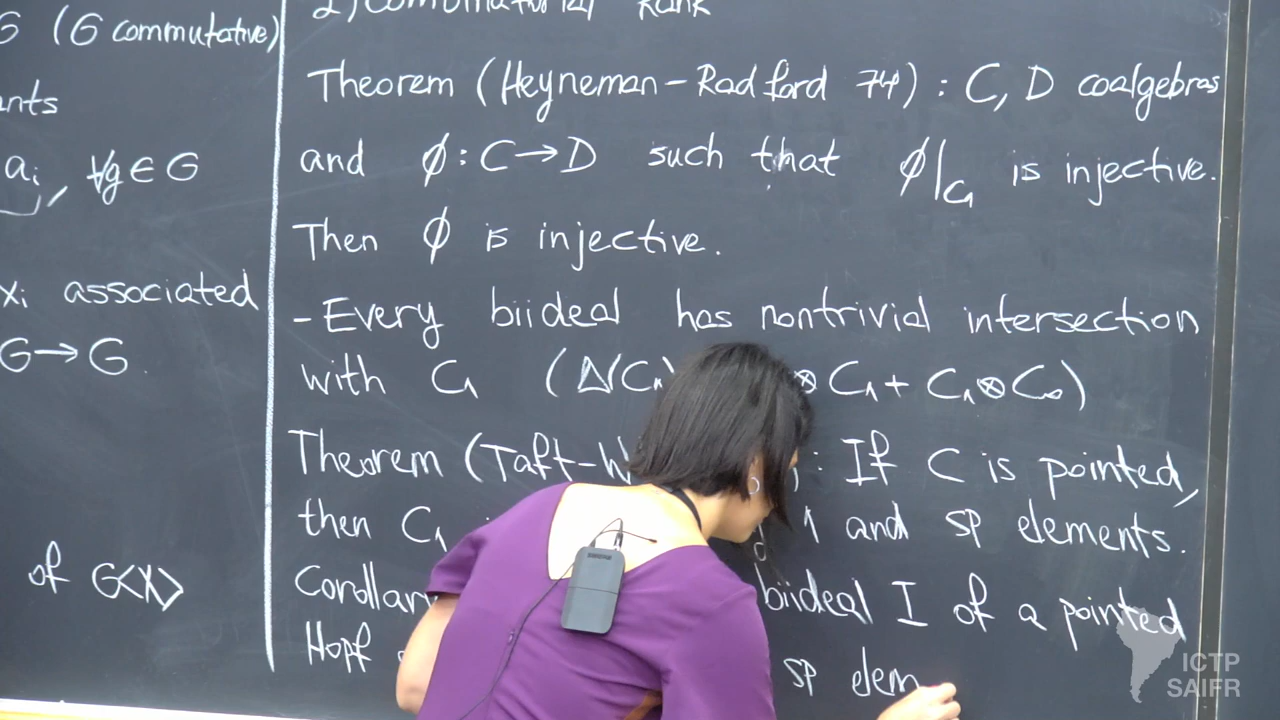 G (G commutative)
ai, ∀g ∈ G
xi associated
G → G
of G<X>
2) Combinatorial Rank
Theorem (Heyneman-Radford 74) : C, D coalgebras
and ϕ : C → D such that ϕ|C₁ is injective.
Then ϕ is injective.
- Every biideal has nontrivial intersection
with C₁ (Δ(C₁) ⊗ C₁ + C₁ ⊗ C₀)
Theorem (Taft- : If C is pointed,
then C₁ 1 and sp elements.
biideal I of a pointed
Hopf sp elem
ICTP
SAIFR